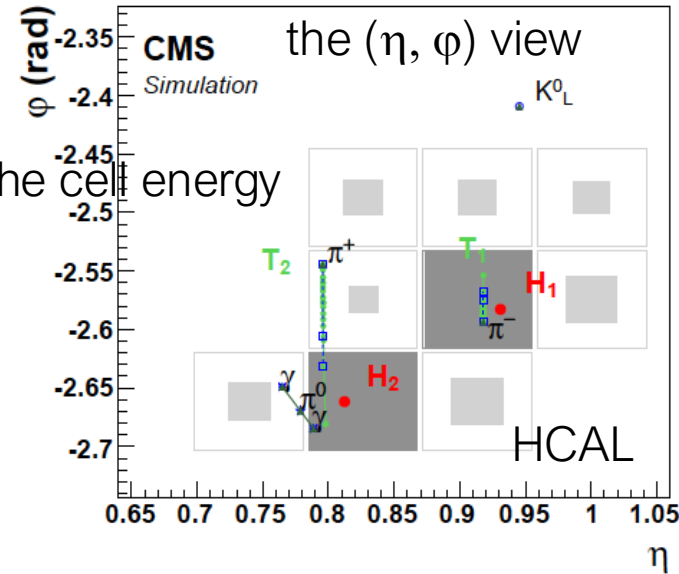 the (η, φ) view
CMS
Simulation
φ (rad)
-2.35
-2.4
-2.45
-2.5
-2.55
-2.6
-2.65
-2.7
K⁰L
he cell energy
T₂
π⁺
T₁
H₁
π⁻
γ
π⁰
γ
H₂
HCAL
0.65 0.7 0.75 0.8 0.85 0.9 0.95 1 1.05
η